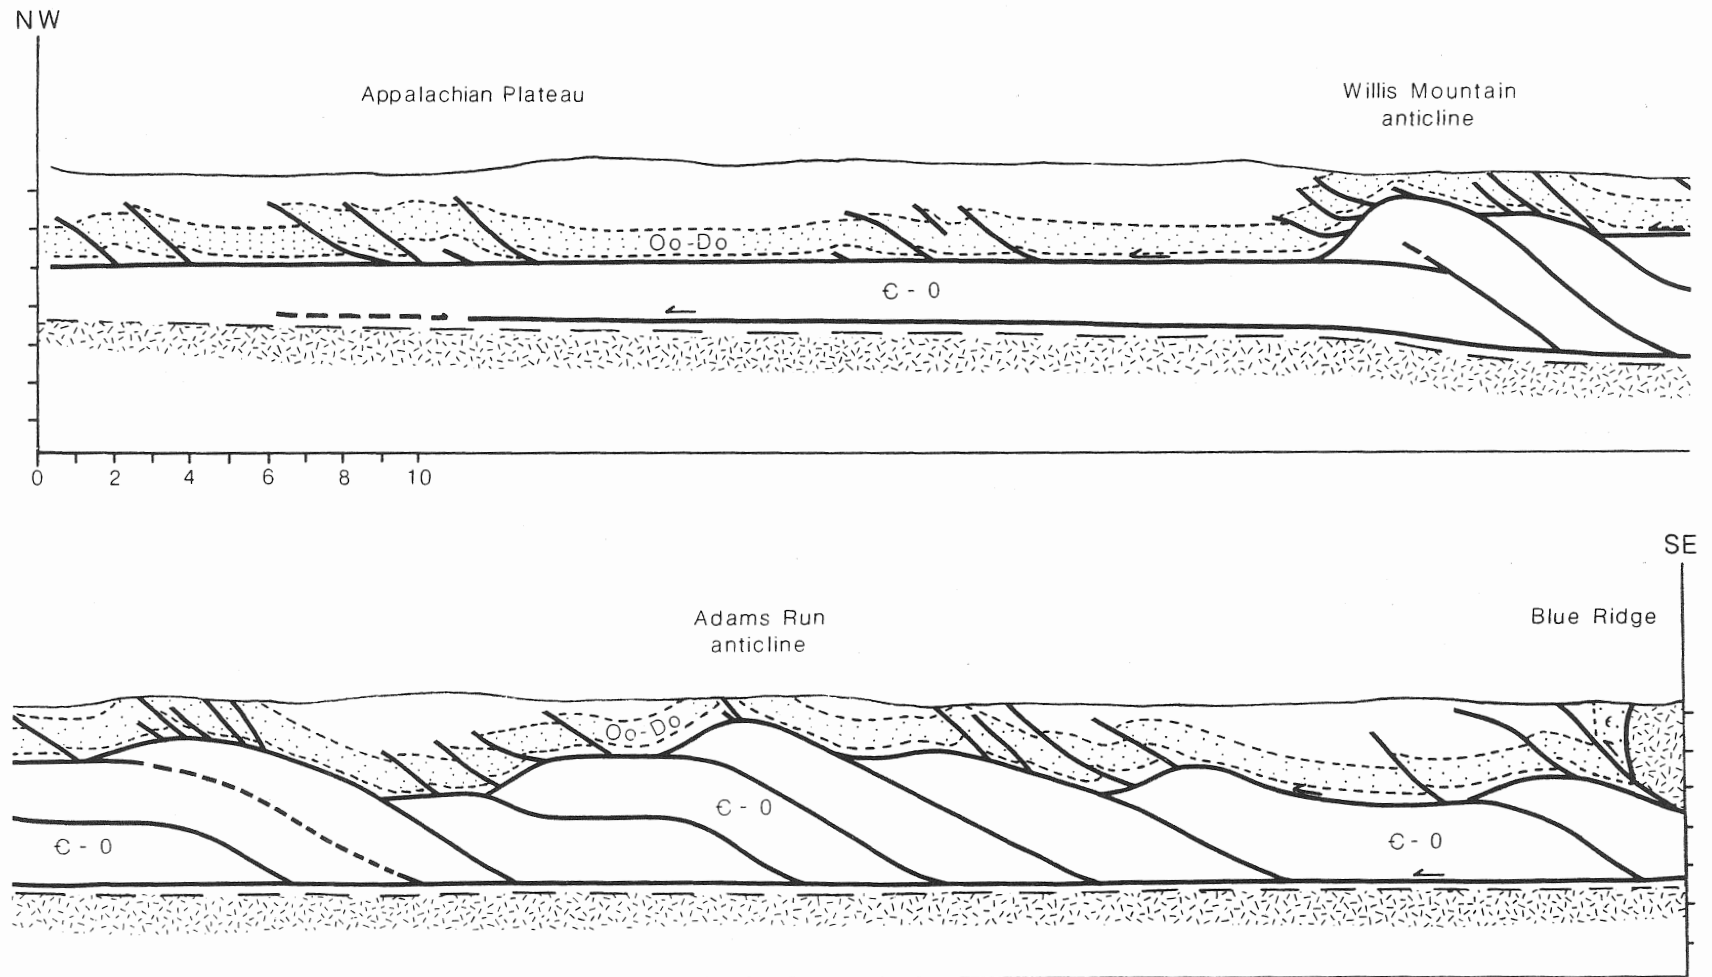 NW
Appalachian Plateau
Willis Mountain
anticline
Oo-Do
Є - O
0 2 4 6 8 10
SE
Adams Run
anticline
Blue Ridge
Oo-Do
Є
Є - O
Є - O
Є - O